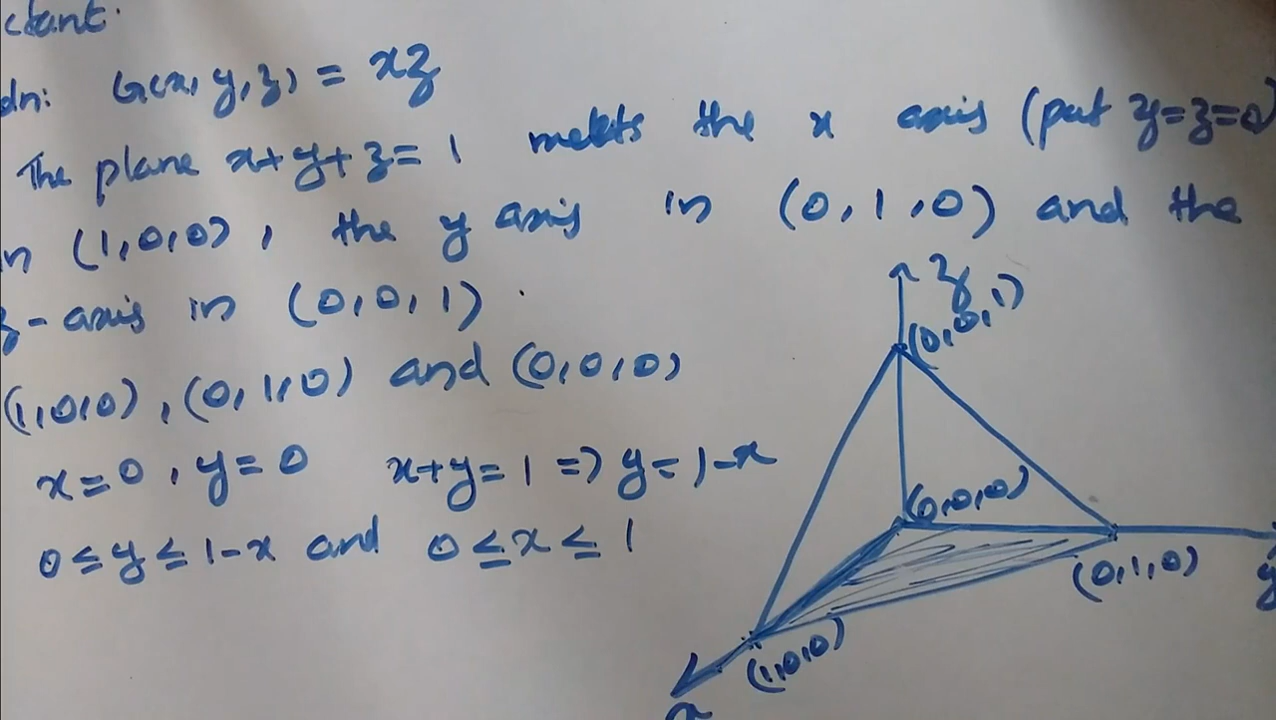 ctant.
dn: G(x, y, z) = xz
The plane x+y+z = 1 meets the x axis (put y=z=0)
in (1,0,0), the y axis in (0,1,0) and the
z-axis in (0,0,1).
(1,0,0), (0,1,0) and (0,0,0)
x=0, y=0 x+y=1 => y=1-x
0≤y≤1-x and 0≤x≤1
z
(0,0,1)
(0,0,0)
(0,1,0)
y
(1,0,0)
x